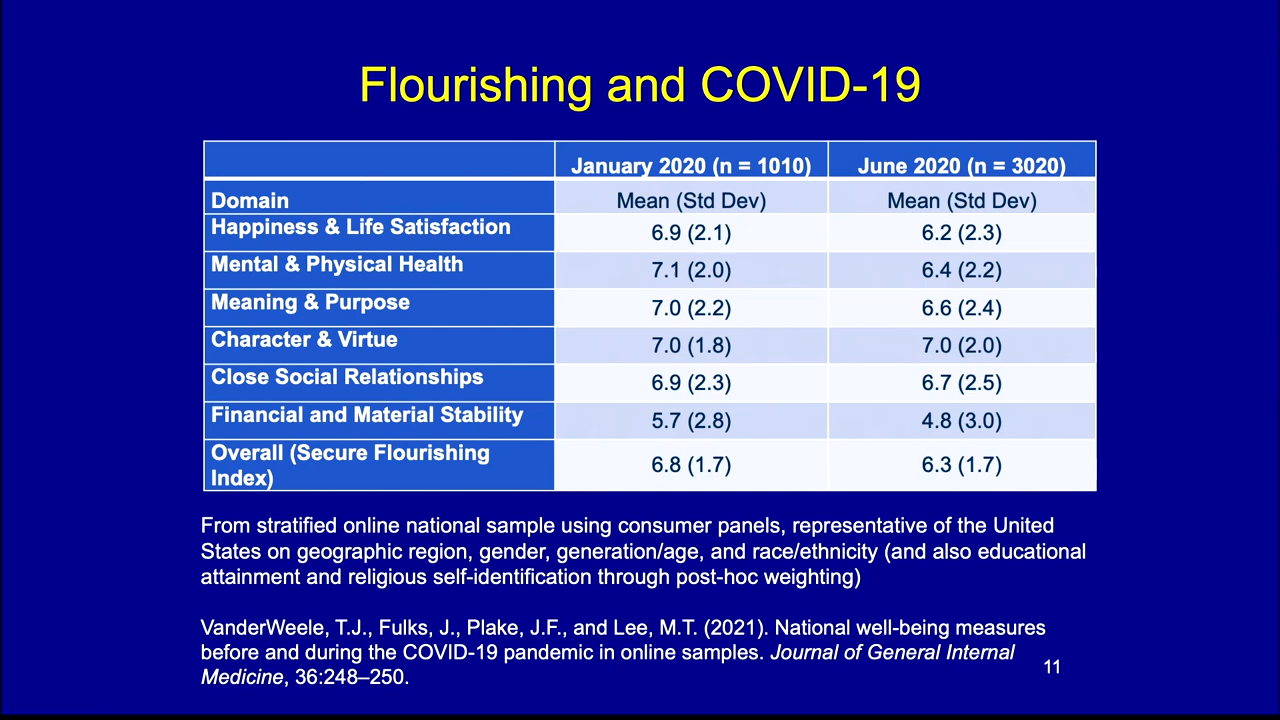 Flourishing and COVID-19
January 2020 (n = 1010) June 2020 (n = 3020)
Domain Mean (Std Dev) Mean (Std Dev)
Happiness & Life Satisfaction 6.9 (2.1) 6.2 (2.3)
Mental & Physical Health 7.1 (2.0) 6.4 (2.2)
Meaning & Purpose 7.0 (2.2) 6.6 (2.4)
Character & Virtue 7.0 (1.8) 7.0 (2.0)
Close Social Relationships 6.9 (2.3) 6.7 (2.5)
Financial and Material Stability 5.7 (2.8) 4.8 (3.0)
Overall (Secure Flourishing
Index) 6.8 (1.7) 6.3 (1.7)
From stratified online national sample using consumer panels, representative of the United
States on geographic region, gender, generation/age, and race/ethnicity (and also educational
attainment and religious self-identification through post-hoc weighting)
VanderWeele, T.J., Fulks, J., Plake, J.F., and Lee, M.T. (2021). National well-being measures
before and during the COVID-19 pandemic in online samples. Journal of General Internal
Medicine, 36:248–250.
11